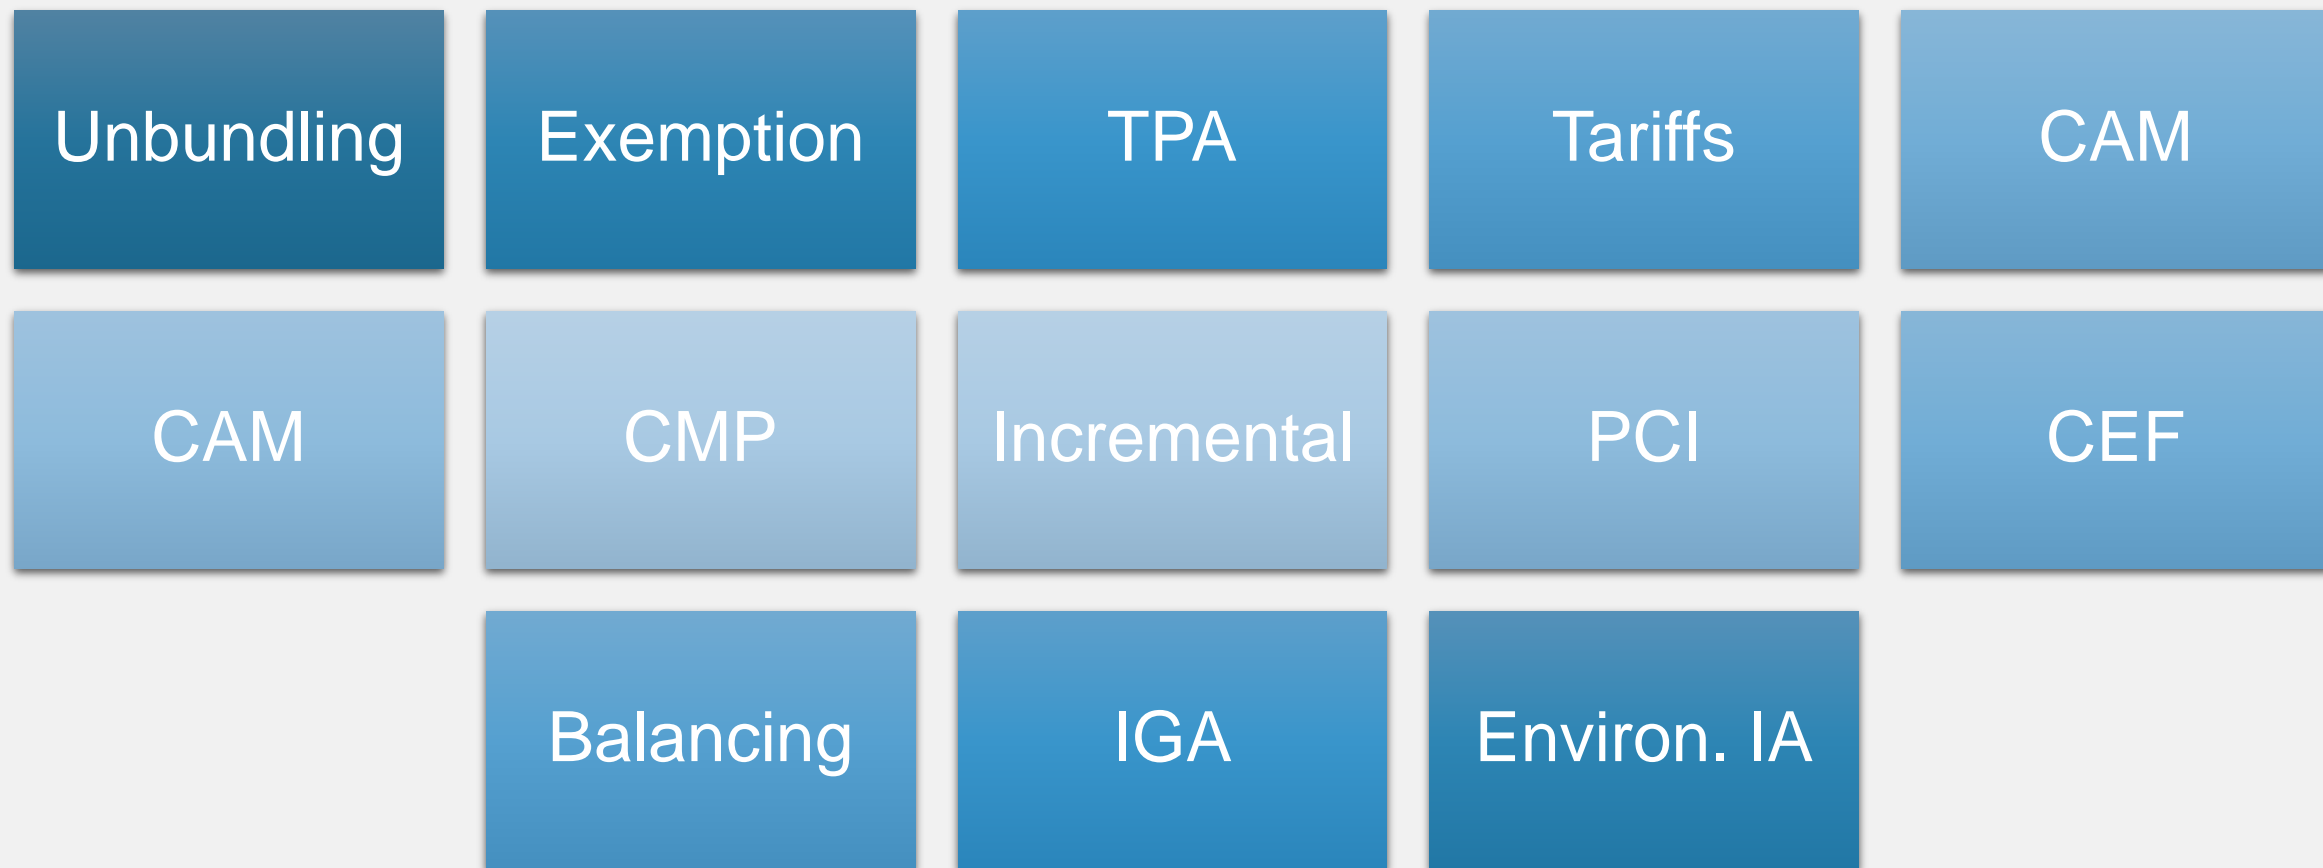 Unbundling
Exemption
TPA
Tariffs
CAM
CAM
CMP
Incremental
PCI
CEF
Balancing
IGA
Environ. IA